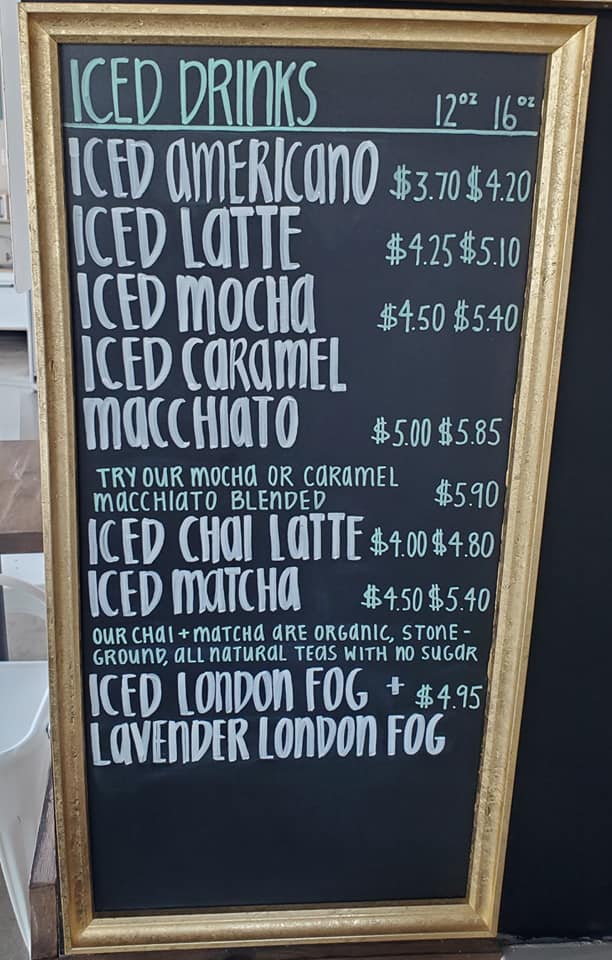 ICED DRINKS 12oz 16oz
ICED AMERICANO $3.70 $4.20
ICED LATTE $4.25 $5.10
ICED MOCHA $4.50 $5.40
ICED CARAMEL
MACCHIATO $5.00 $5.85
TRY OUR MOCHA OR CARAMEL
MACCHIATO BLENDED $5.90
ICED CHAI LATTE $4.00 $4.80
ICED MATCHA $4.50 $5.40
OUR CHAI + MATCHA ARE ORGANIC, STONE-
GROUND, ALL NATURAL TEAS WITH NO SUGAR
ICED LONDON FOG + $4.95
LAVENDER LONDON FOG